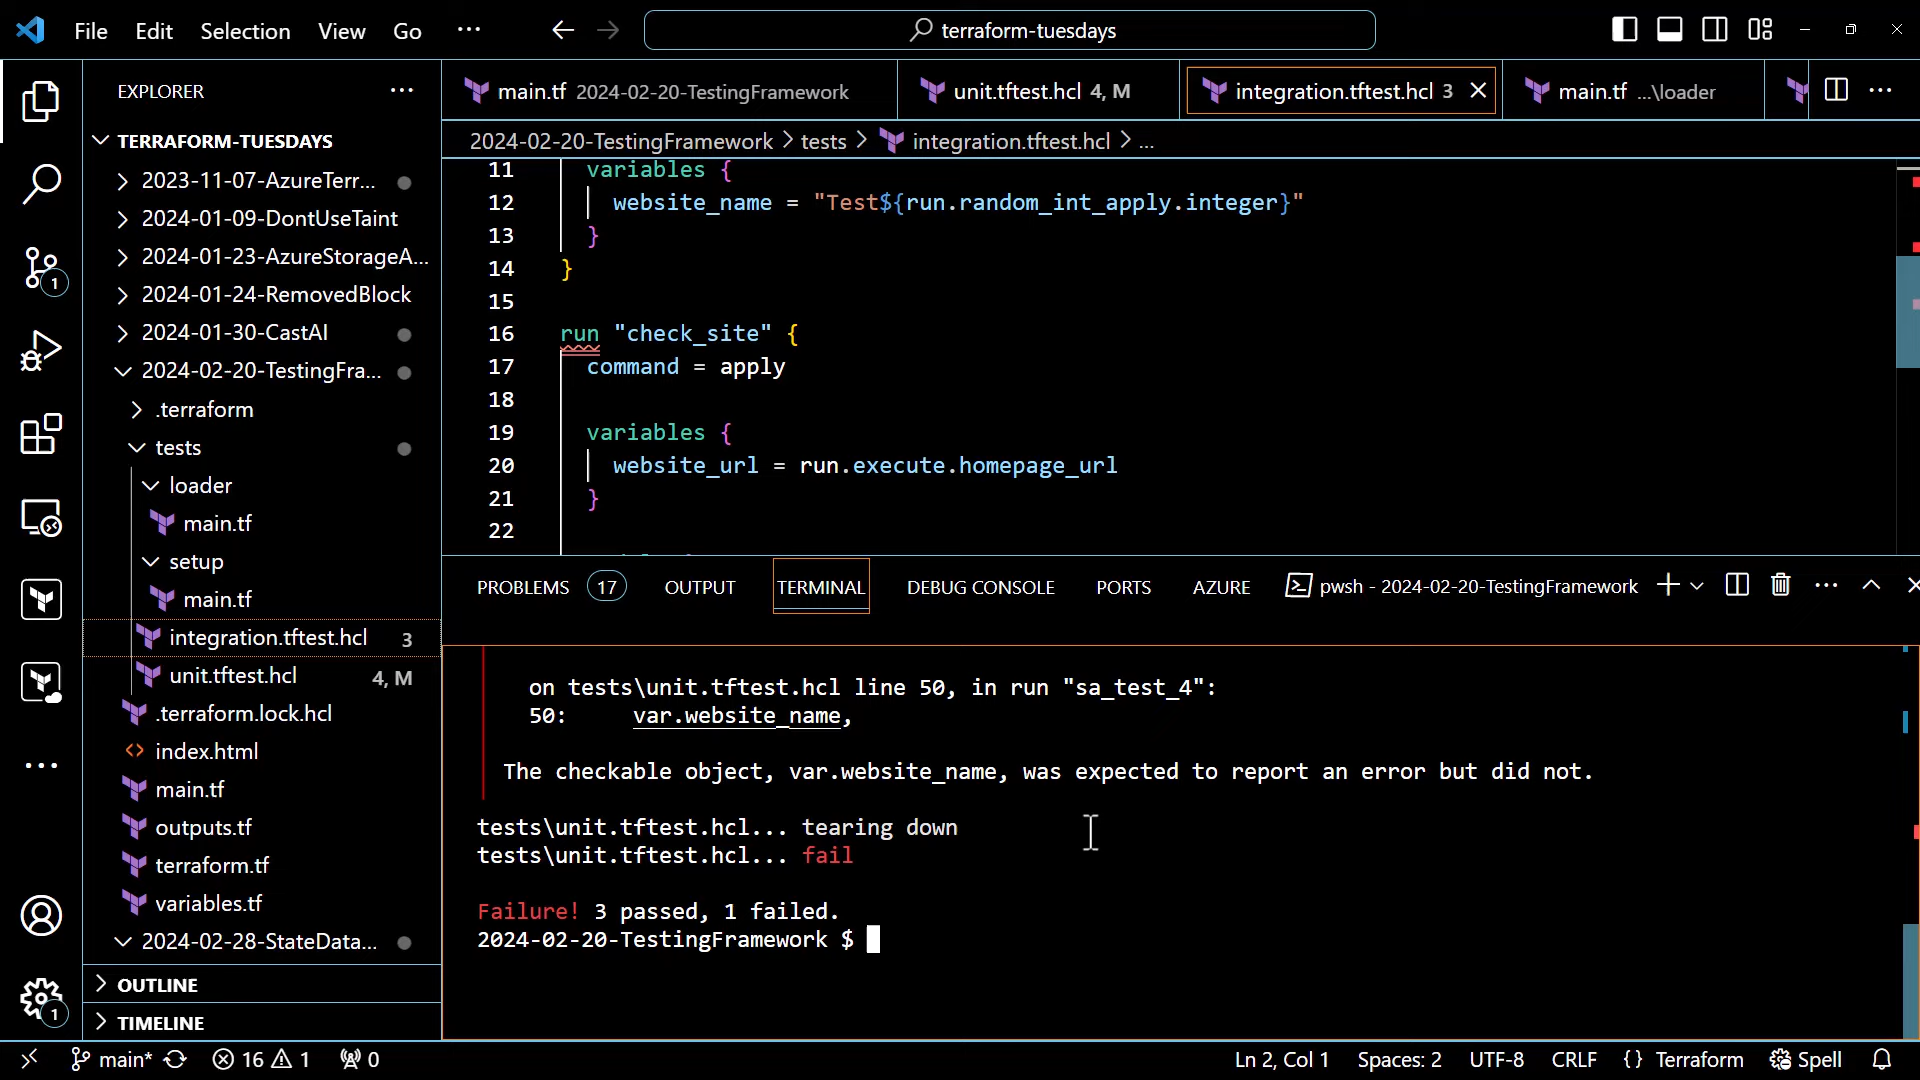 File Edit Selection View Go ···
terraform-tuesdays
EXPLORER
TERRAFORM-TUESDAYS
2023-11-07-AzureTerr...
2024-01-09-DontUseTaint
2024-01-23-AzureStorageA...
2024-01-24-RemovedBlock
2024-01-30-CastAI
2024-02-20-TestingFra...
.terraform
tests
loader
main.tf
setup
main.tf
integration.tftest.hcl 3
unit.tftest.hcl 4, M
.terraform.lock.hcl
index.html
main.tf
outputs.tf
terraform.tf
variables.tf
2024-02-28-StateData...
OUTLINE
TIMELINE
1
1
main.tf 2024-02-20-TestingFramework
unit.tftest.hcl 4, M
integration.tftest.hcl 3
main.tf ...\loader
2024-02-20-TestingFramework > tests > integration.tftest.hcl > ...
11 variables {
12 website_name = "Test${run.random_int_apply.integer}"
13 }
14 }
15
16 run "check_site" {
17 command = apply
18
19 variables {
20 website_url = run.execute.homepage_url
21 }
22
PROBLEMS 17 OUTPUT TERMINAL DEBUG CONSOLE PORTS AZURE pwsh - 2024-02-20-TestingFramework
on tests\unit.tftest.hcl line 50, in run "sa_test_4":
50: var.website_name,
The checkable object, var.website_name, was expected to report an error but did not.
tests\unit.tftest.hcl... tearing down
tests\unit.tftest.hcl... fail
Failure! 3 passed, 1 failed.
2024-02-20-TestingFramework $
main* 16 1 0 Ln 2, Col 1 Spaces: 2 UTF-8 CRLF {} Terraform Spell